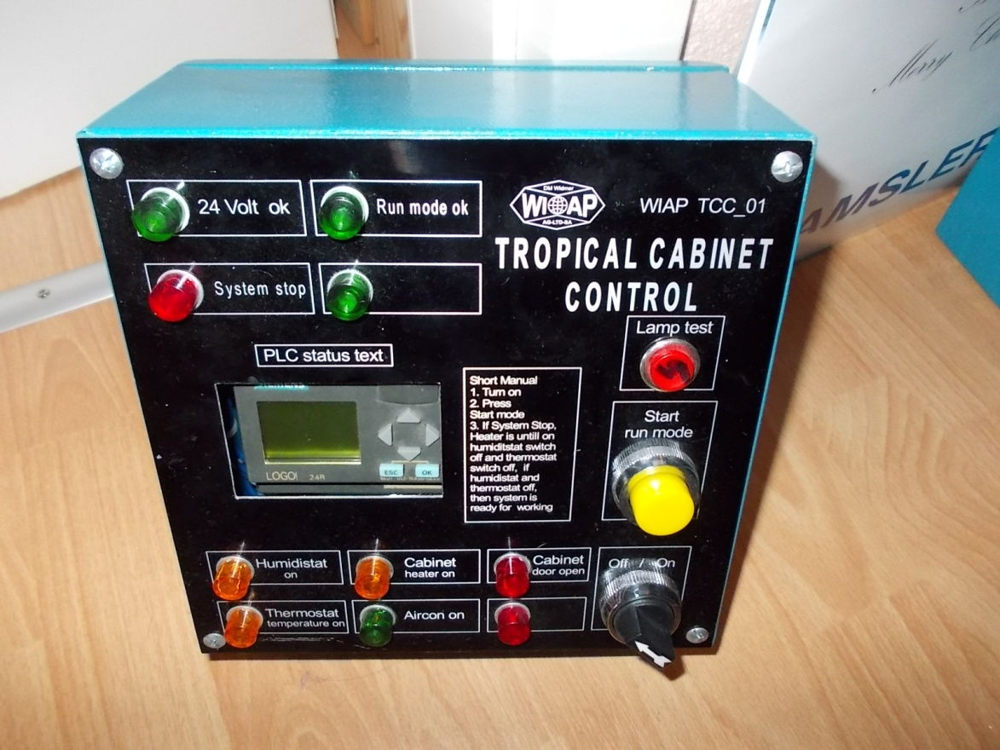 Merry
AMSLER
24 Volt ok
Run mode ok
DM Widmer
WIAP
AG-LTD-SA
WIAP TCC_01
TROPICAL CABINET
CONTROL
System stop
Lamp test
PLC status text
SIEMENS
LOGO! 24R
ESC
OK
Short Manual
1. Turn on
2. Press
Start mode
3. If System Stop,
Heater is untill on
humiditstat switch
off and thermostat
switch off, if
humidistat and
thermostat off,
then system is
ready for working
Start
run mode
Humidistat
on
Cabinet
heater on
Cabinet
door open
Off / On
Thermostat
temperature on
Aircon on